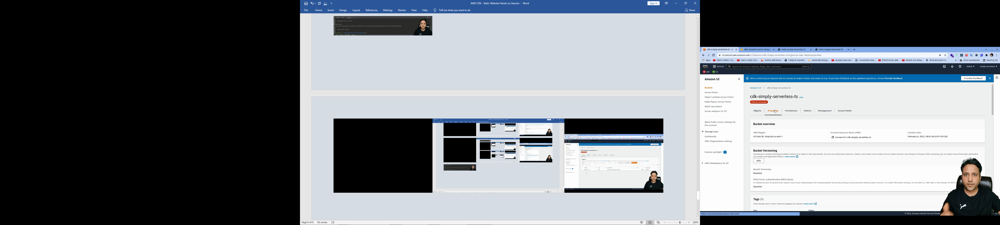 AWS CDK - Static Website Hands-on Session - Word
Sign in
File Home Insert Design Layout References Mailings Review View Help Tell me what you want to do
Share
Page 9 of 9 63 words
220%
cdk-simply-serverless-ts - S3
AWS CloudFormation Design
Hello Simply Serverless Ts
Hello Simply Serverless Ts
s3.console.aws.amazon.com/s3/buckets/cdk-simply-serverless-ts?region=us-east-1&tab=properties
Apps Silent Letters | En... How I Create Cont... How to add priva... 7 Ways to Implem... JavaScript Analys... Analyser Bars Ani... Convolution Rev... [FREE] VOCAL SAM... Reverb and Delay... What Are Audio H... Other bookmarks Reading list
aws Services Search for services, features, blogs, docs, and more [Alt+S] Global simply-serverless
IAM S3
Amazon S3
Buckets
Access Points
Object Lambda Access Points
Multi-Region Access Points
Batch Operations
Access analyzer for S3
Block Public Access settings for
this account
Storage Lens
Dashboards
AWS Organizations settings
Feature spotlight 3
AWS Marketplace for S3
We're continuing to improve the S3 console to make it faster and easier to use. If you have feedback on the updated experience, choose Provide feedback.
Provide feedback
Amazon S3 cdk-simply-serverless-ts
cdk-simply-serverless-ts Info
Publicly accessible
Objects Properties Permissions Metrics Management Access Points
Bucket overview
AWS Region
US East (N. Virginia) us-east-1
Amazon Resource Name (ARN)
arn:aws:s3:::cdk-simply-serverless-ts
Creation date
February 6, 2022, 00:52:48 (UTC+05:30)
Bucket Versioning
Versioning is a means of keeping multiple variants of an object in the same bucket. You can use versioning to preserve, retrieve, and restore every version of every object stored in your Amazon S3 bucket. With versioning, you can easily recover from both unintended
user actions and application failures. Learn more
Edit
Bucket Versioning
Disabled
Multi-factor authentication (MFA) delete
An additional layer of security that requires multi-factor authentication for changing Bucket Versioning settings and permanently deleting object versions. To modify MFA delete settings, use the AWS CLI, AWS SDK, or the Amazon S3 REST
Disabled
Tags (4)
Track storage cost or other criteria by tagging your bucket. Learn more
Key Value
https://s3.console.aws.amazon.com/s3/#
© 2022, Amazon Internet Services Private